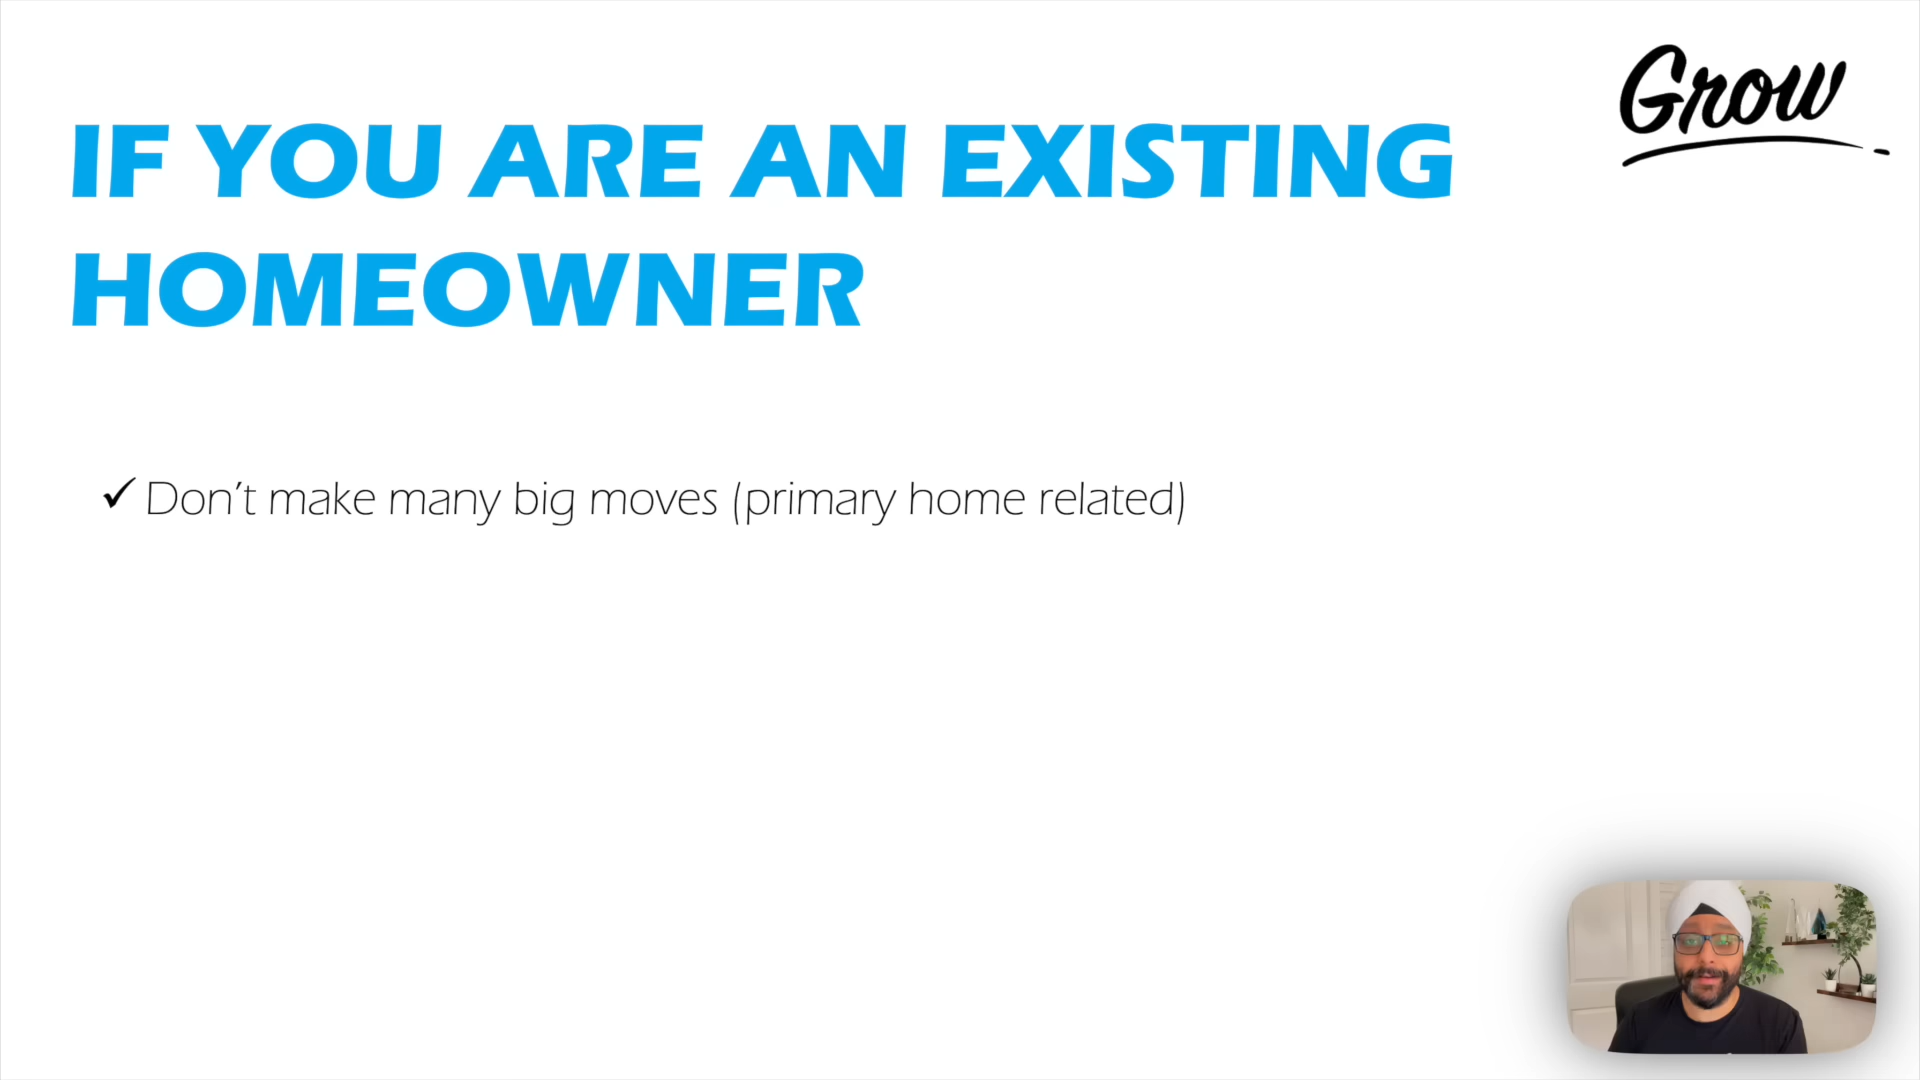 Grow
IF YOU ARE AN EXISTING
HOMEOWNER
✓ Don’t make many big moves (primary home related)